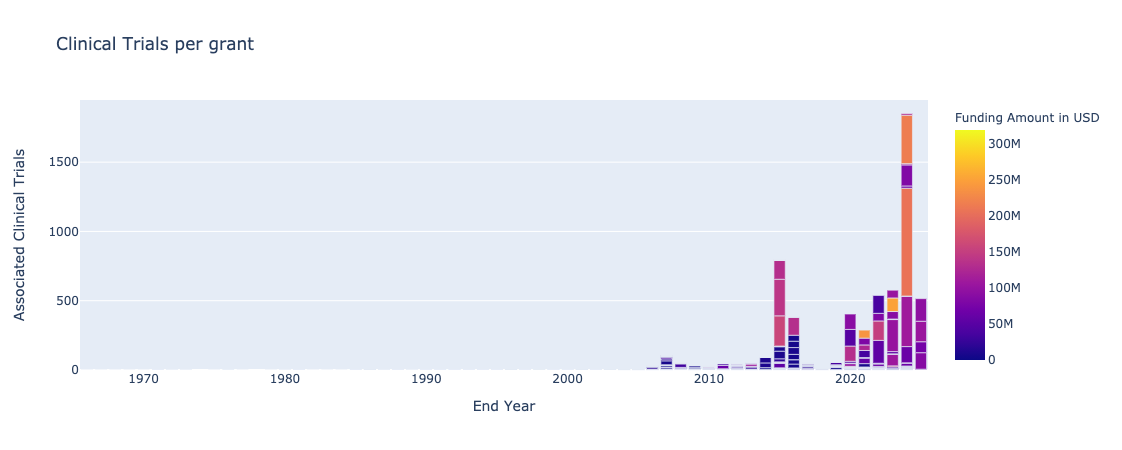 Clinical Trials per grant
Funding Amount in USD
300M
250M
200M
150M
100M
50M
0
Associated Clinical Trials
1500
1000
500
0
1970 1980 1990 2000 2010 2020
End Year